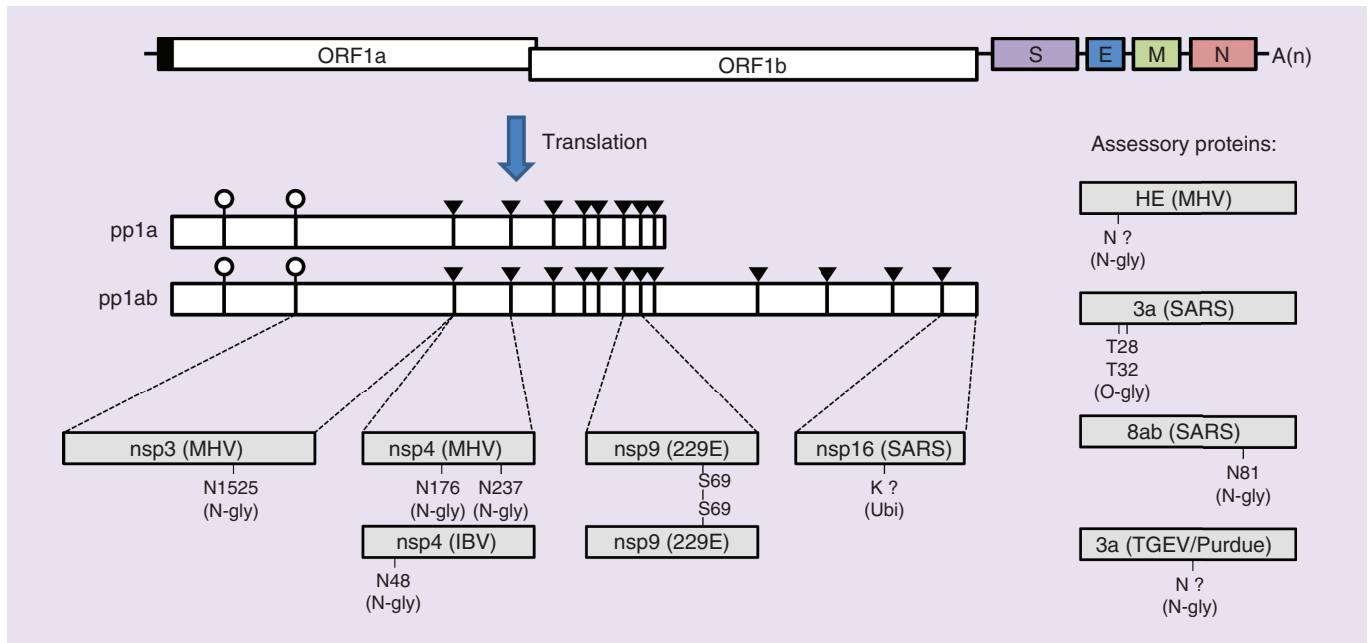 ORF1a
ORF1b
S
E
M
N
A(n)
Translation
Assessory proteins:
pp1a
pp1ab
HE (MHV)
N ?
(N-gly)
3a (SARS)
T28
T32
(O-gly)
8ab (SARS)
N81
(N-gly)
3a (TGEV/Purdue)
N ?
(N-gly)
nsp3 (MHV)
N1525
(N-gly)
nsp4 (MHV)
N176 N237
(N-gly) (N-gly)
nsp4 (IBV)
N48
(N-gly)
nsp9 (229E)
S69
S69
nsp9 (229E)
nsp16 (SARS)
K ?
(Ubi)